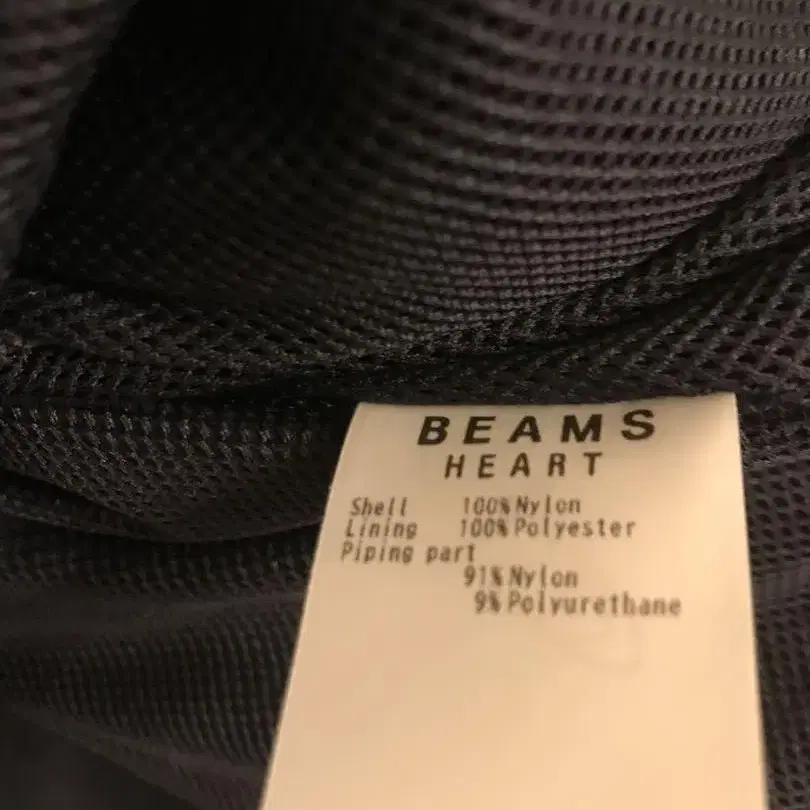 BEAMS
HEART
Shell 100% Nylon
Lining 100% Polyester
Piping part
91% Nylon
9% Polyurethane